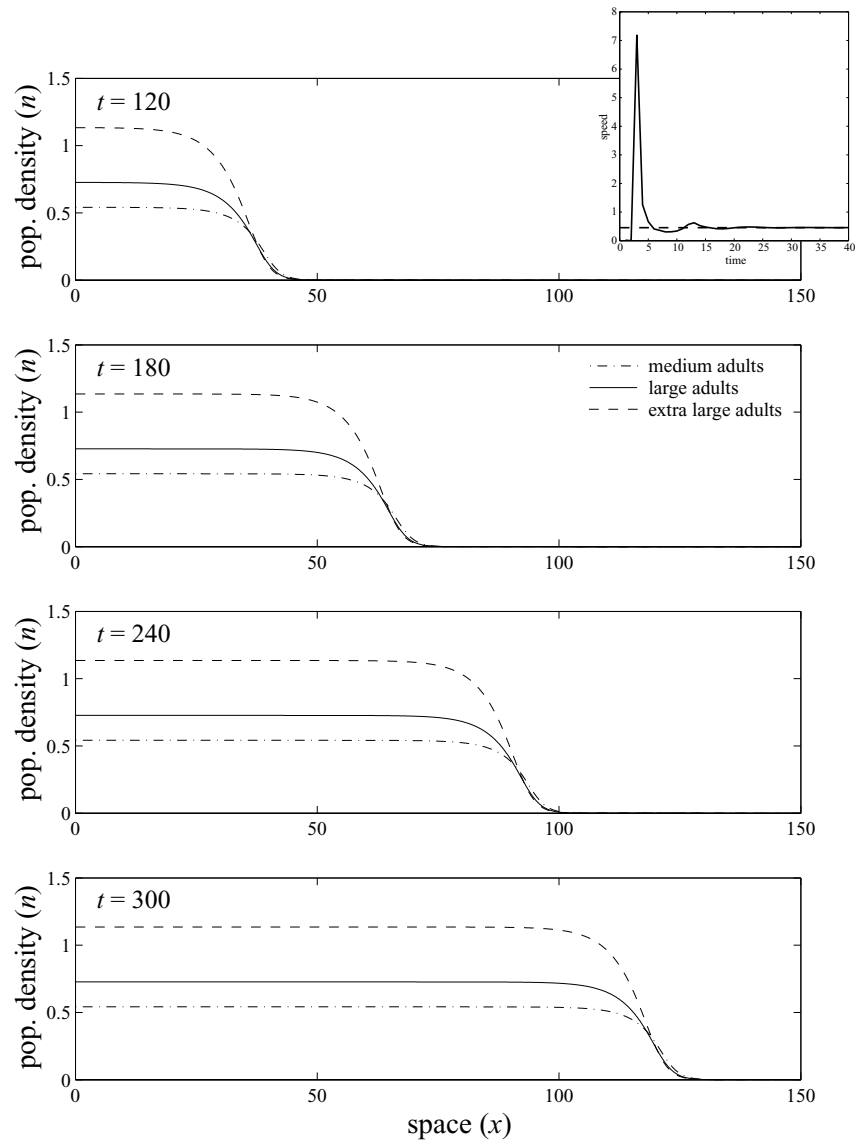 8
7
6
5
speed
4
3
2
1
0
0 5 10 15 20 25 30 35 40
time
1.5
t = 120
1
pop. density (n)
0.5
0
0 50 150
1.5
t = 180
medium adults
large adults
extra large adults
1
pop. density (n)
0.5
0
0 50 100 150
1.5
t = 240
1
pop. density (n)
0.5
0
0 50 100 150
1.5
t = 300
1
pop. density (n)
0.5
0
0 50 100 150
space (x)